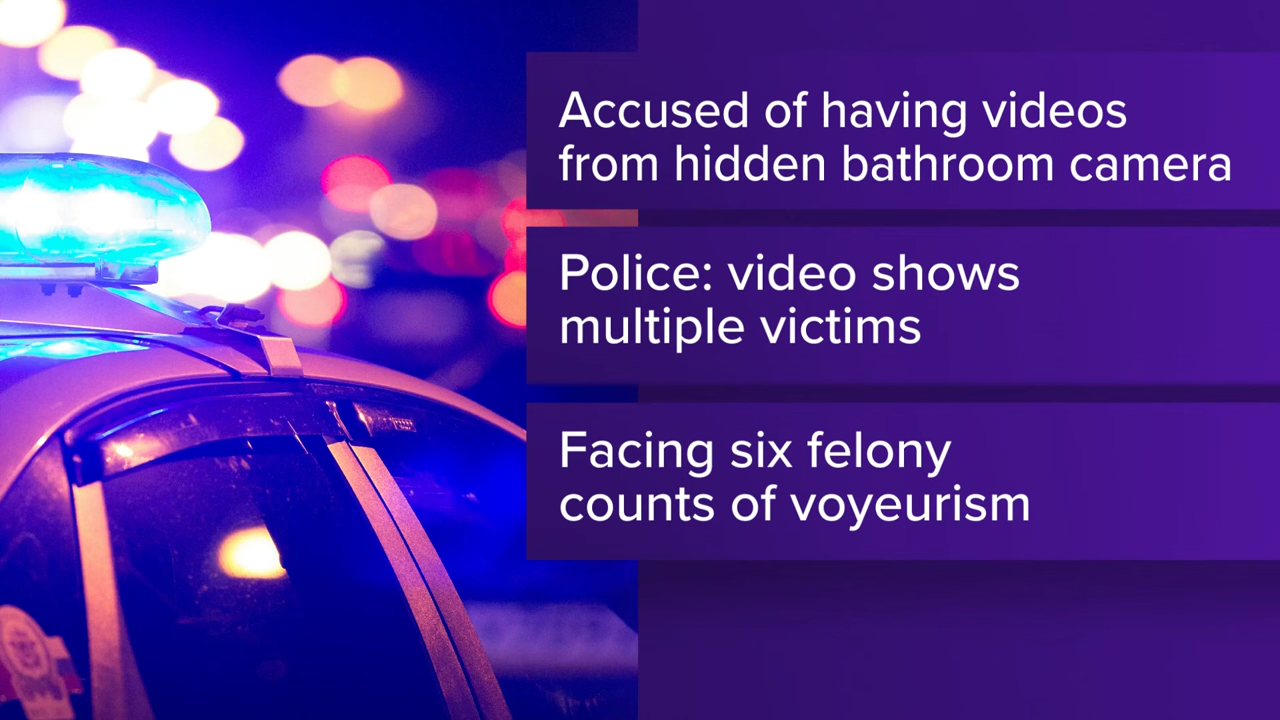 Accused of having videos
from hidden bathroom camera
Police: video shows
multiple victims
Facing six felony
counts of voyeurism